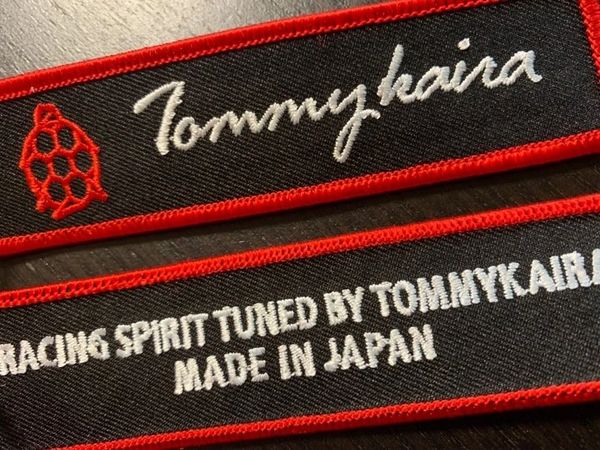 Tommykaira
RACING SPIRIT TUNED BY TOMMYKAIRA
MADE IN JAPAN